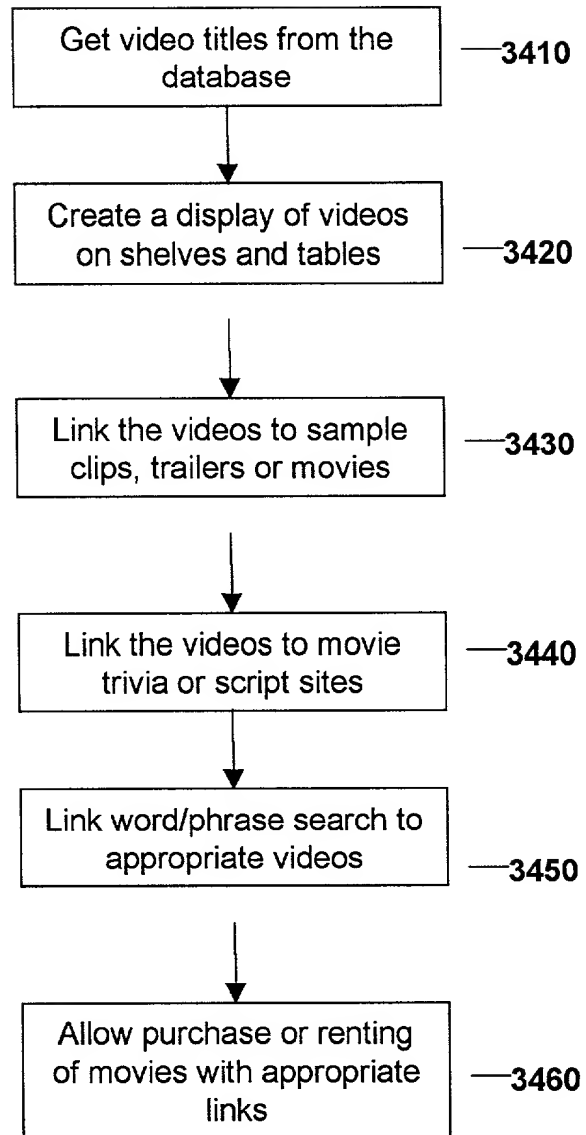 Get video titles from the
database
3410
Create a display of videos
on shelves and tables
3420
Link the videos to sample
clips, trailers or movies
3430
Link the videos to movie
trivia or script sites
3440
Link word/phrase search to
appropriate videos
3450
Allow purchase or renting
of movies with appropriate
links
3460